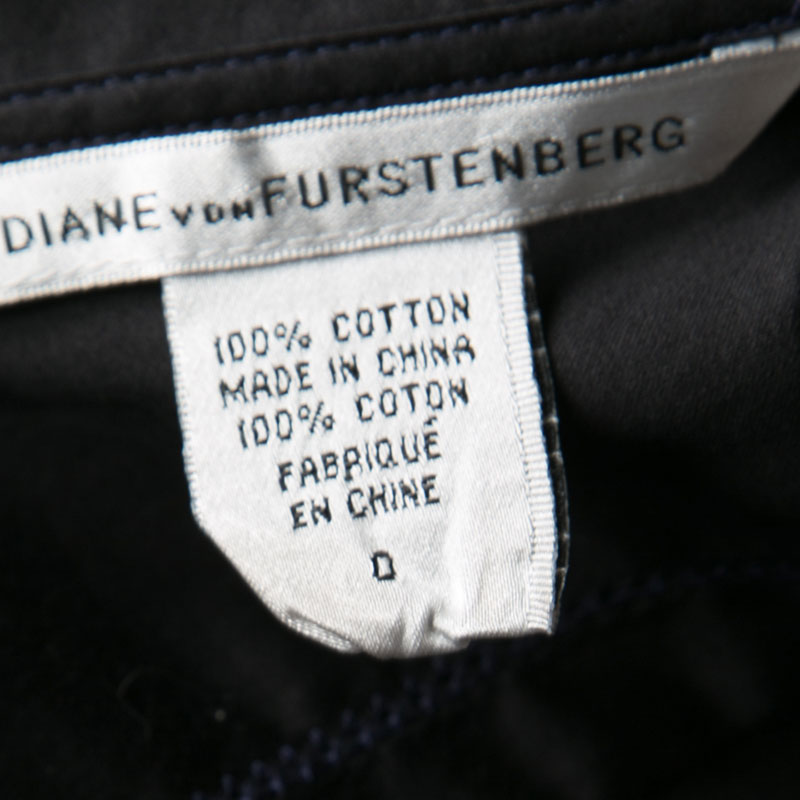 DIANE VON FURSTENBERG
100% COTTON
MADE IN CHINA
100% COTON
FABRIQUÉ
EN CHINE
0